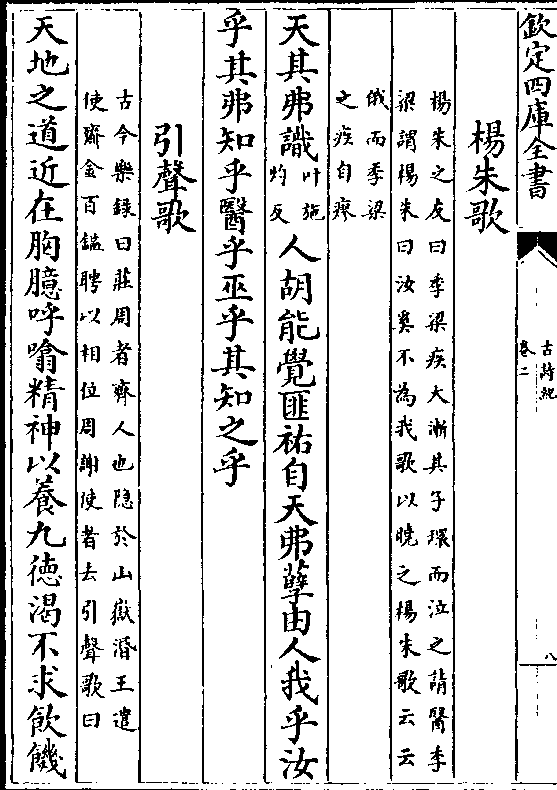 欽定四庫全書
古詩紀
卷二
八
楊朱歌
楊朱之友曰季梁疾大漸其子環而泣之請醫季
梁謂楊朱曰汝奚不為我歌以曉之楊朱歌云云
俄而季梁
之疾自瘳
天其弗識
叶施
灼反
人胡能覺匪祐自天弗孽由人我乎汝
乎其弗知乎醫乎巫乎其知之乎
引聲歌
古今樂錄曰莊周者齊人也隠於山嶽湣王遣
使齎金百鎰聘以相位周謝使者去引聲歌曰
天地之道近在胸臆呼噏精神以養九徳渴不求飲饑